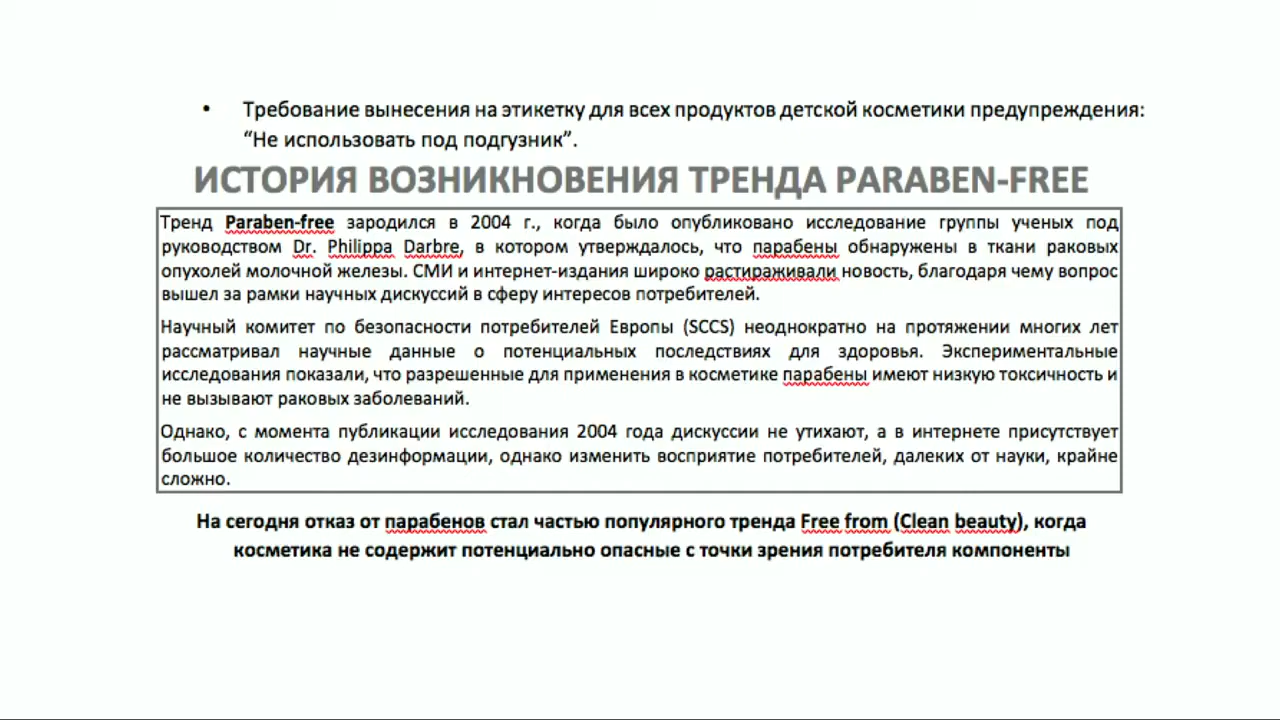 • Требование вынесения на этикетку для всех продуктов детской косметики предупреждения:
“Не использовать под подгузник”.
ИСТОРИЯ ВОЗНИКНОВЕНИЯ ТРЕНДА PARABEN-FREE
Тренд Paraben-free зародился в 2004 г., когда было опубликовано исследование группы ученых под
руководством Dr. Philippa Darbre, в котором утверждалось, что парабены обнаружены в ткани раковых
опухолей молочной железы. СМИ и интернет-издания широко растираживали новость, благодаря чему вопрос
вышел за рамки научных дискуссий в сферу интересов потребителей.
Научный комитет по безопасности потребителей Европы (SCCS) неоднократно на протяжении многих лет
рассматривал научные данные о потенциальных последствиях для здоровья. Экспериментальные
исследования показали, что разрешенные для применения в косметике парабены имеют низкую токсичность и
не вызывают раковых заболеваний.
Однако, с момента публикации исследования 2004 года дискуссии не утихают, а в интернете присутствует
большое количество дезинформации, однако изменить восприятие потребителей, далеких от науки, крайне
сложно.
На сегодня отказ от парабенов стал частью популярного тренда Free from (Clean beauty), когда
косметика не содержит потенциально опасные с точки зрения потребителя компоненты